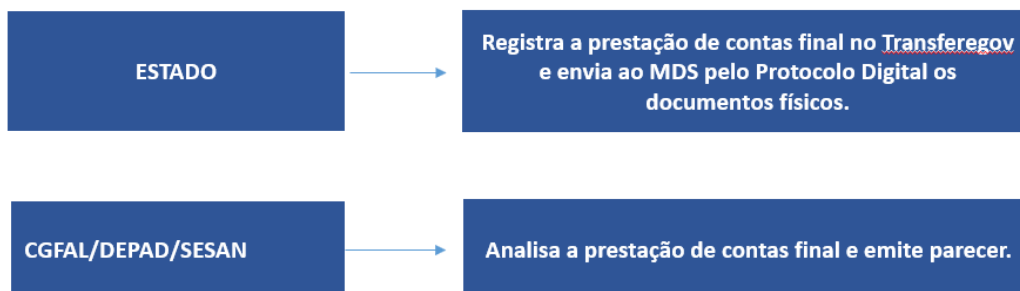 ESTADO
Registra a prestação de contas final no Transferegov
e envia ao MDS pelo Protocolo Digital os
documentos físicos.
CGFAL/DEPAD/SESAN
Analisa a prestação de contas final e emite parecer.